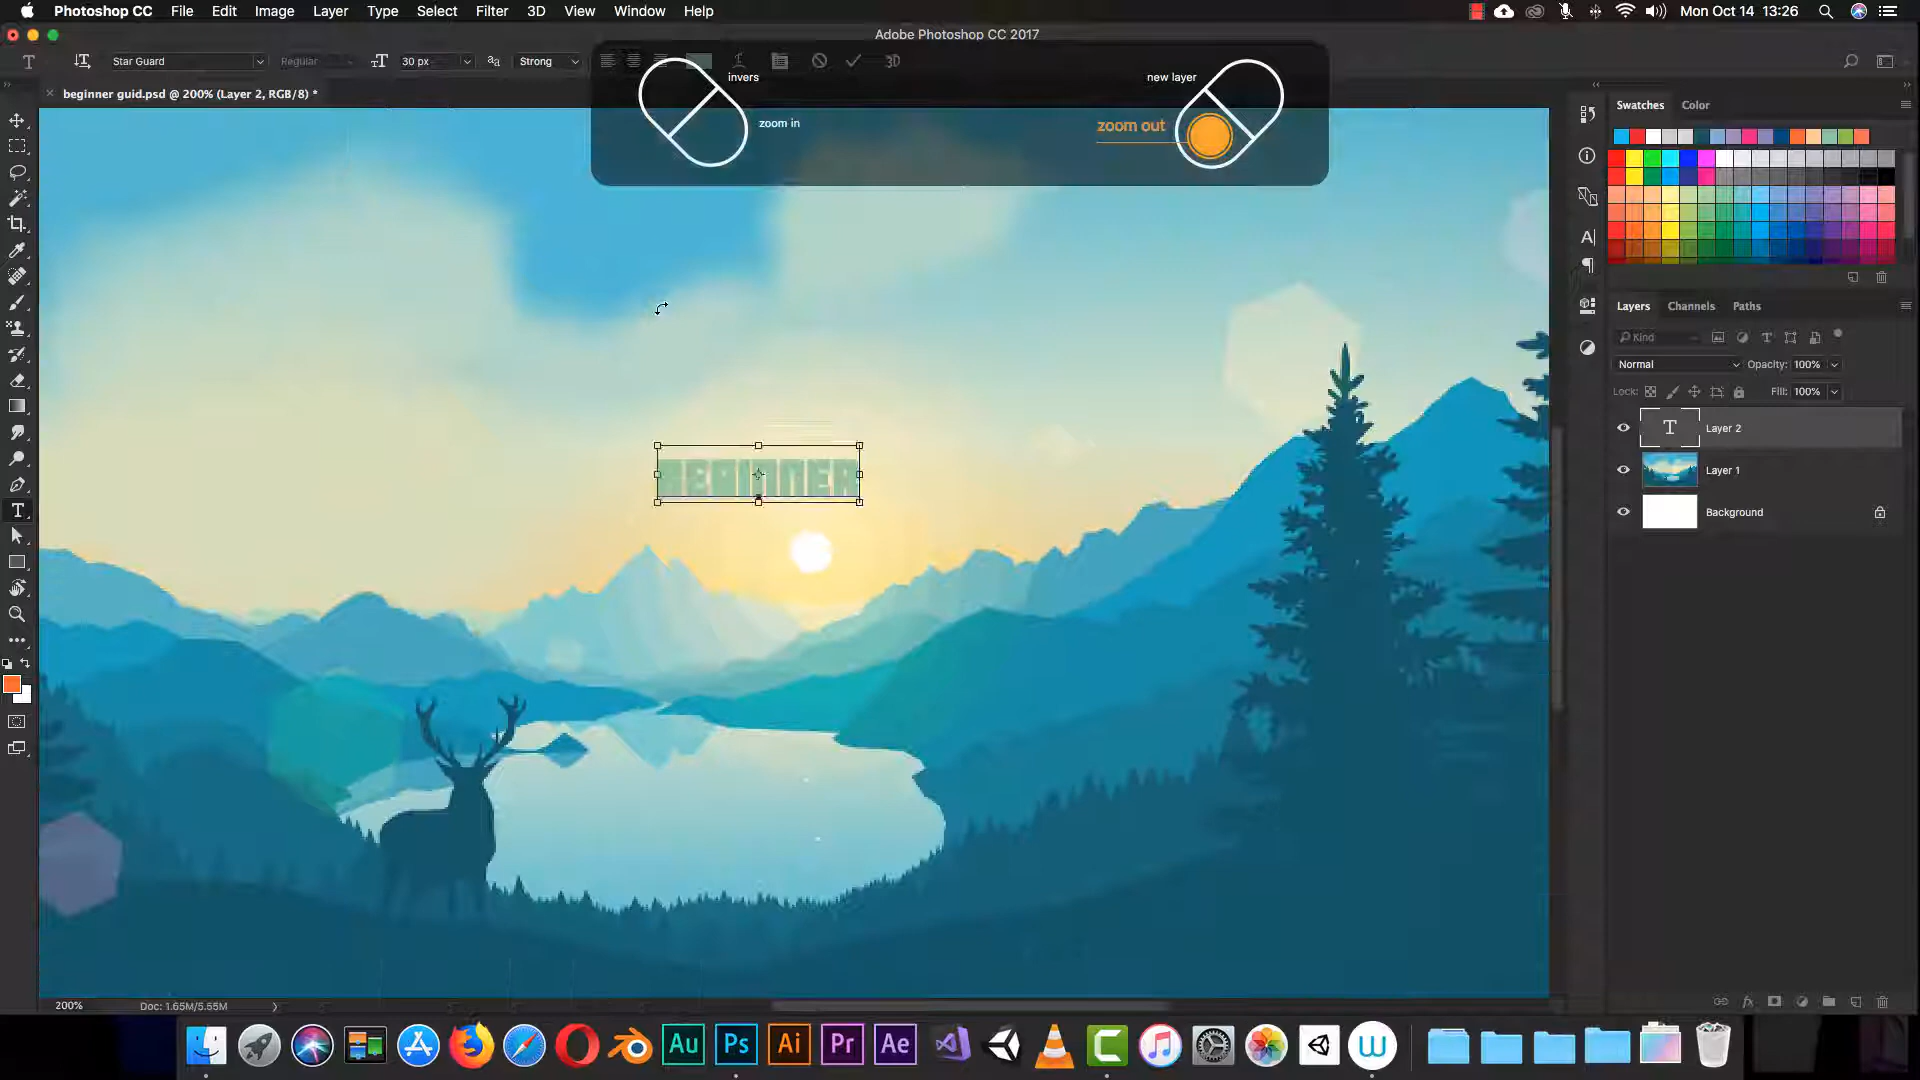 Photoshop CC File Edit Image Layer Type Select Filter 3D View Window Help Mon Oct 14 13:26
Adobe Photoshop CC 2017
T Star Guard Regular 30 px Strong 3D
invers
zoom in
new layer
zoom out
beginner guid.psd @ 200% (Layer 2, RGB/8) *
Swatches Color
BEGINNER
Layers Channels Paths
Kind
Normal Opacity: 100%
Lock: Fill: 100%
T Layer 2
Layer 1
Background
200% Doc: 1.65M/5.55M
Au Ps Ai Pr Ae